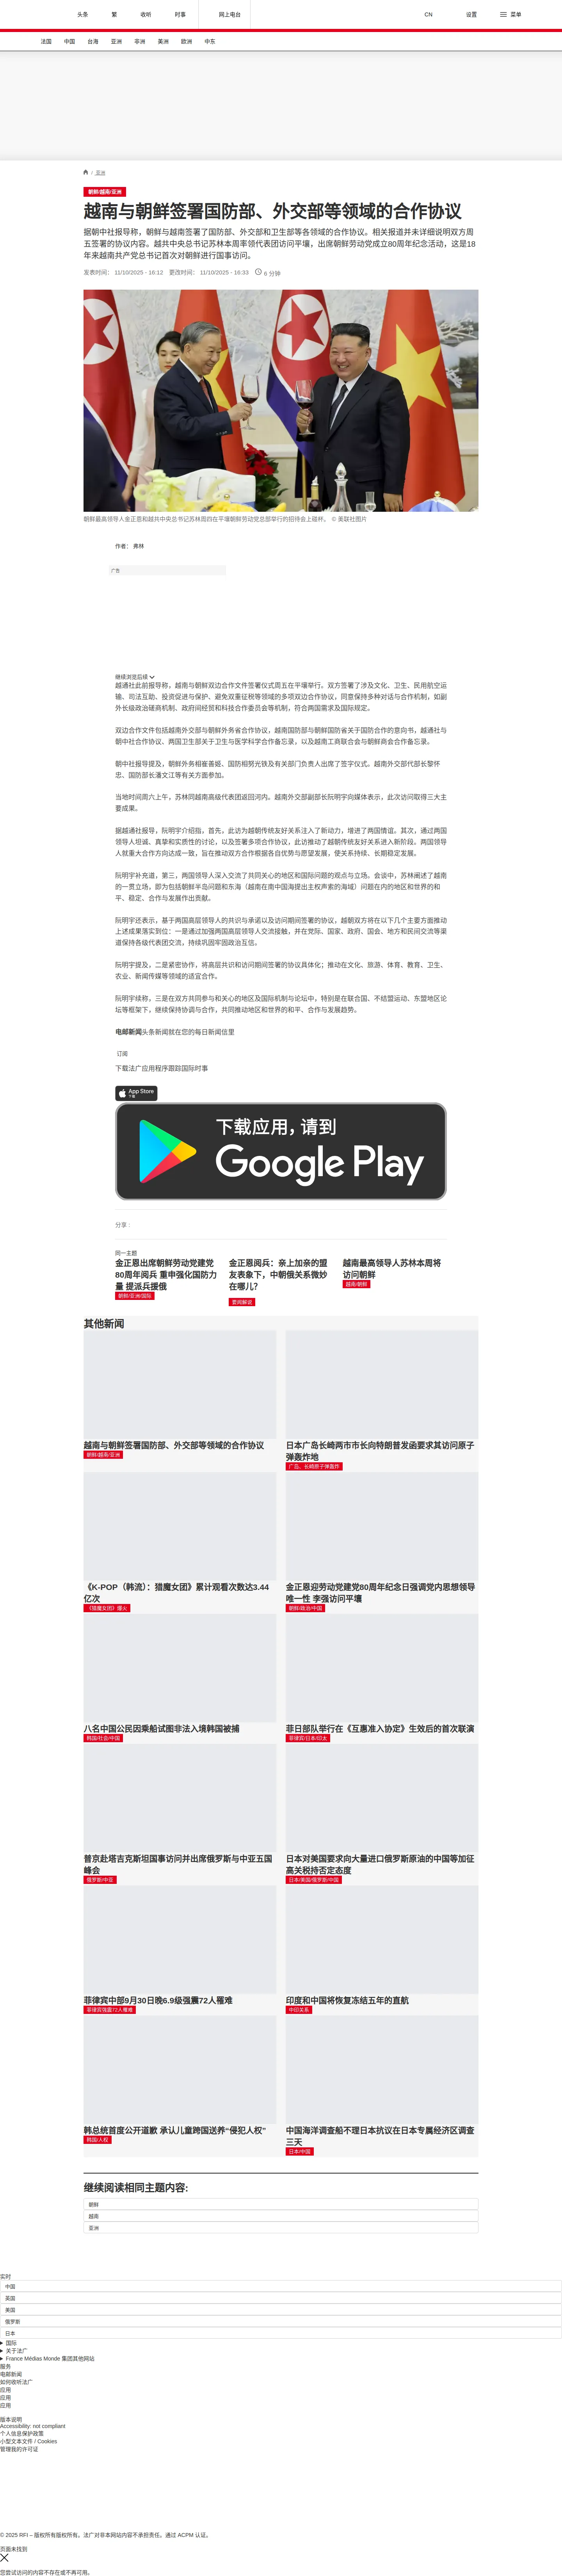 头条
繁
收听
时事
网上电台
CN
设置
菜单
法国
中国
台海
亚洲
非洲
美洲
欧洲
中东
/ 亚洲
朝鲜/越南/亚洲
越南与朝鲜签署国防部、外交部等领域的合作协议
据朝中社报导称，朝鲜与越南签署了国防部、外交部和卫生部等各领域的合作协议。相关报道并未详细说明双方周
五签署的协议内容。越共中央总书记苏林本周率领代表团访问平壤，出席朝鲜劳动党成立80周年纪念活动，这是18
年来越南共产党总书记首次对朝鲜进行国事访问。
发表时间： 11/10/2025 - 16:12 更改时间： 11/10/2025 - 16:33 6 分钟
朝鲜最高领导人金正恩和越共中央总书记苏林周四在平壤朝鲜劳动党总部举行的招待会上碰杯。 © 美联社图片
作者： 弗林
广告
继续浏览后续
越通社此前报导称，越南与朝鲜双边合作文件签署仪式周五在平壤举行。双方签署了涉及文化、卫生、民用航空运
输、司法互助、投资促进与保护、避免双重征税等领域的多项双边合作协议，同意保持多种对话与合作机制，如副
外长级政治磋商机制、政府间经贸和科技合作委员会等机制，符合两国需求及国际规定。
双边合作文件包括越南外交部与朝鲜外务省合作协议，越南国防部与朝鲜国防省关于国防合作的意向书，越通社与
朝中社合作协议、两国卫生部关于卫生与医学科学合作备忘录，以及越南工商联合会与朝鲜商会合作备忘录。
朝中社报导提及，朝鲜外务相崔善姬、国防相努光铁及有关部门负责人出席了签字仪式。越南外交部代部长黎怀
忠、国防部长潘文江等有关方面参加。
当地时间周六上午，苏林同越南高级代表团返回河内。越南外交部副部长阮明宇向媒体表示，此次访问取得三大主
要成果。
据越通社报导，阮明宇介绍指，首先，此访为越朝传统友好关系注入了新动力，增进了两国情谊。其次，通过两国
领导人坦诚、真挚和实质性的讨论，以及签署多项合作协议，此访推动了越朝传统友好关系进入新阶段。两国领导
人就重大合作方向达成一致，旨在推动双方合作根据各自优势与愿望发展，使关系持续、长期稳定发展。
阮明宇补充道，第三，两国领导人深入交流了共同关心的地区和国际问题的观点与立场。会谈中，苏林阐述了越南
的一贯立场，即为包括朝鲜半岛问题和东海（越南在南中国海提出主权声索的海域）问题在内的地区和世界的和
平、稳定、合作与发展作出贡献。
阮明宇还表示，基于两国高层领导人的共识与承诺以及访问期间签署的协议，越朝双方将在以下几个主要方面推动
上述成果落实到位：一是通过加强两国高层领导人交流接触，并在党际、国家、政府、国会、地方和民间交流等渠
道保持各级代表团交流，持续巩固牢固政治互信。
阮明宇提及，二是紧密协作，将高层共识和访问期间签署的协议具体化；推动在文化、旅游、体育、教育、卫生、
农业、新闻传媒等领域的适宜合作。
阮明宇续称，三是在双方共同参与和关心的地区及国际机制与论坛中，特别是在联合国、不结盟运动、东盟地区论
坛等框架下，继续保持协调与合作，共同推动地区和世界的和平、合作与发展趋势。
电邮新闻头条新闻就在您的每日新闻信里
订阅
下载法广应用程序跟踪国际时事
App Store
下载
下载应用，请到
Google Play
分享 :
同一主题
金正恩出席朝鲜劳动党建党
80周年阅兵 重申强化国防力
量 提派兵援俄
朝鲜/亚洲/国际
金正恩阅兵：亲上加亲的盟
友表象下，中朝俄关系微妙
在哪儿?
要闻解说
越南最高领导人苏林本周将
访问朝鲜
越南/朝鲜
其他新闻
越南与朝鲜签署国防部、外交部等领域的合作协议
朝鲜/越南/亚洲
日本广岛长崎两市市长向特朗普发函要求其访问原子
弹轰炸地
广岛、长崎原子弹轰炸
《K-POP（韩流）：猎魔女团》累计观看次数达3.44
亿次
《猎魔女团》爆火
金正恩迎劳动党建党80周年纪念日强调党内思想领导
唯一性 李强访问平壤
朝鲜/政治/中国
八名中国公民因乘船试图非法入境韩国被捕
韩国/社会/中国
菲日部队举行在《互惠准入协定》生效后的首次联演
菲律宾/日本/印太
普京赴塔吉克斯坦国事访问并出席俄罗斯与中亚五国
峰会
俄罗斯/中亚
日本对美国要求向大量进口俄罗斯原油的中国等加征
高关税持否定态度
日本/美国/俄罗斯/中国
菲律宾中部9月30日晚6.9级强震72人罹难
菲律宾强震72人罹难
印度和中国将恢复冻结五年的直航
中印关系
韩总统首度公开道歉 承认儿童跨国送养“侵犯人权”
韩国/人权
中国海洋调查船不理日本抗议在日本专属经济区调查
三天
日本/中国
继续阅读相同主题内容:
朝鲜
越南
亚洲
实时
中国
英国
美国
俄罗斯
日本
国际
关于法广
France Médias Monde 集团其他网站
服务
电邮新闻
如何收听法广
应用
应用
应用
版本说明
Accessibility: not compliant
个人信息保护政策
小型文本文件 / Cookies
管理我的许可证
© 2025 RFI – 版权所有版权所有。法广对非本网站内容不承担责任。通过 ACPM 认证。
页面未找到
您尝试访问的内容不存在或不再可用。